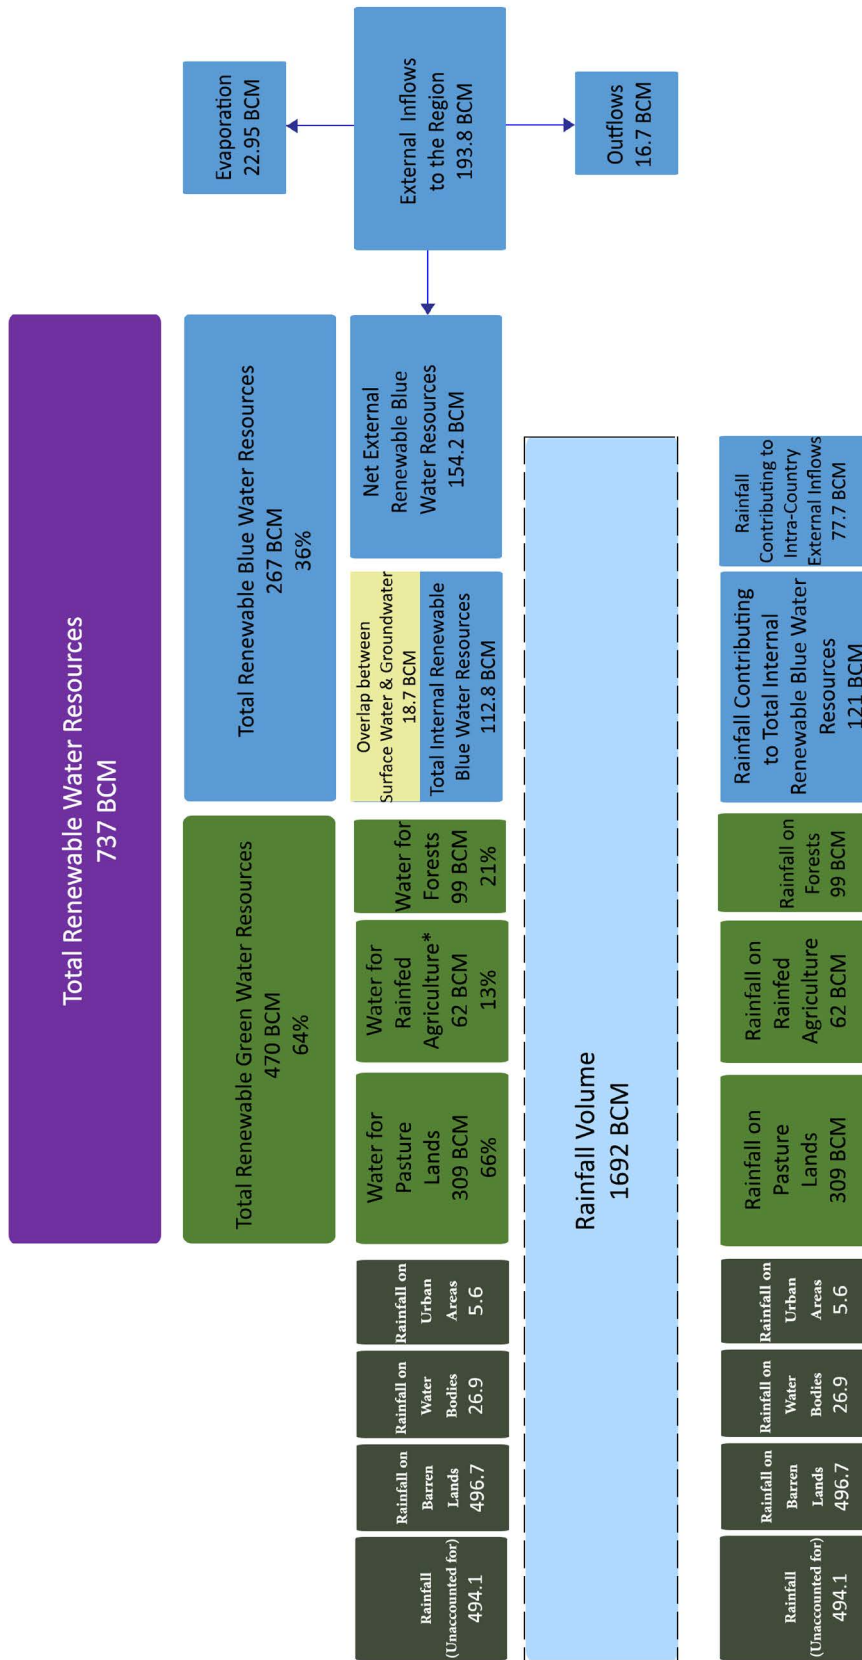 Total Renewable Water Resources
737 BCM
Total Renewable Green Water Resources
470 BCM
64%
Total Renewable Blue Water Resources
267 BCM
36%
Evaporation
22.95 BCM
Rainfall
(Unaccounted for)
494.1
Rainfall on
Barren
Lands
496.7
Rainfall on
Water
Bodies
26.9
Rainfall on
Urban
Areas
5.6
Water for
Pasture
Lands
309 BCM
66%
Water for
Rainfed
Agriculture*
62 BCM
13%
Water for
Forests
99 BCM
21%
Overlap between
Surface Water & Groundwater
18.7 BCM
Total Internal Renewable
Blue Water Resources
112.8 BCM
Net External
Renewable Blue
Water Resources
154.2 BCM
External Inflows
to the Region
193.8 BCM
Rainfall Volume
1692 BCM
Outflows
16.7 BCM
Rainfall
(Unaccounted for)
494.1
Rainfall on
Barren
Lands
496.7
Rainfall on
Water
Bodies
26.9
Rainfall on
Urban
Areas
5.6
Rainfall on
Pasture
Lands
309 BCM
Rainfall on
Rainfed
Agriculture
62 BCM
Rainfall on
Forests
99 BCM
Rainfall Contributing
to Total Internal
Renewable Blue Water
Resources
121 BCM
Rainfall
Contributing to
Intra-Country
External Inflows
77.7 BCM